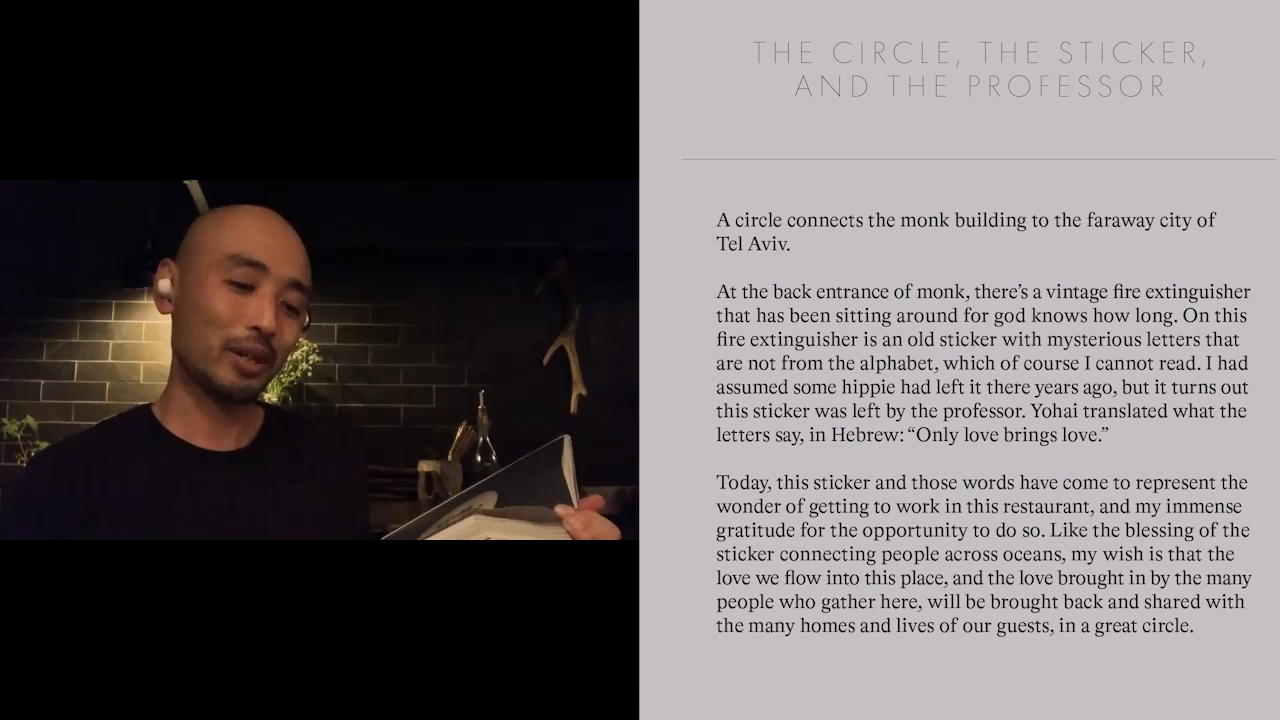 THE CIRCLE, THE STICKER,
AND THE PROFESSOR
A circle connects the monk building to the faraway city of
Tel Aviv.
At the back entrance of monk, there’s a vintage fire extinguisher
that has been sitting around for god knows how long. On this
fire extinguisher is an old sticker with mysterious letters that
are not from the alphabet, which of course I cannot read. I had
assumed some hippie had left it there years ago, but it turns out
this sticker was left by the professor. Yohai translated what the
letters say, in Hebrew: “Only love brings love.”
Today, this sticker and those words have come to represent the
wonder of getting to work in this restaurant, and my immense
gratitude for the opportunity to do so. Like the blessing of the
sticker connecting people across oceans, my wish is that the
love we flow into this place, and the love brought in by the many
people who gather here, will be brought back and shared with
the many homes and lives of our guests, in a great circle.